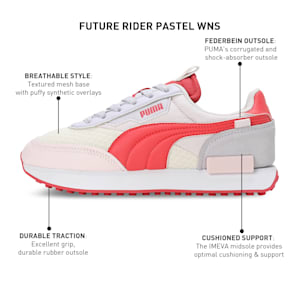 FUTURE RIDER PASTEL WNS
FEDERBEIN OUTSOLE:
PUMA's corrugated and
shock-absorber outsole
BREATHABLE STYLE:
Textured mesh base
with puffy synthetic overlays
PUMA
DURABLE TRACTION:
Excellent grip,
durable rubber outsole
CUSHIONED SUPPORT:
The IMEVA midsole provides
optimal cushioning & support